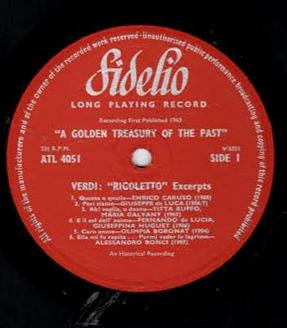 All rights of the manufacturers and of the owner of the recorded work reserved · Unauthorised public performance, broadcasting and copying of this record prohibited
Fidelio
LONG PLAYING RECORD
Recording First Published 1963
"A GOLDEN TREASURY OF THE PAST"
ATL 4051
SIDE 1
VERDI: "RIGOLETTO" Excerpts
1. Questa o quella—ENRICO CARUSO (1908)
2. Pari siamo—GIUSEPPE de LUCA
3. Ah! veglia, o donna—TITTA RUFFO,
MARIA GALVANY (1907)
4. E il sol dell' anima—FERNANDO de LUCIA,
GIUSEPPINA HUGUET (1906)
5. Caro nome—OLIMPIA BORONAT (1904)
6. Ella mi fu rapita . . . Parmi veder le lagrime—
ALESSANDRO BONCI (1907)
An Historical Recording